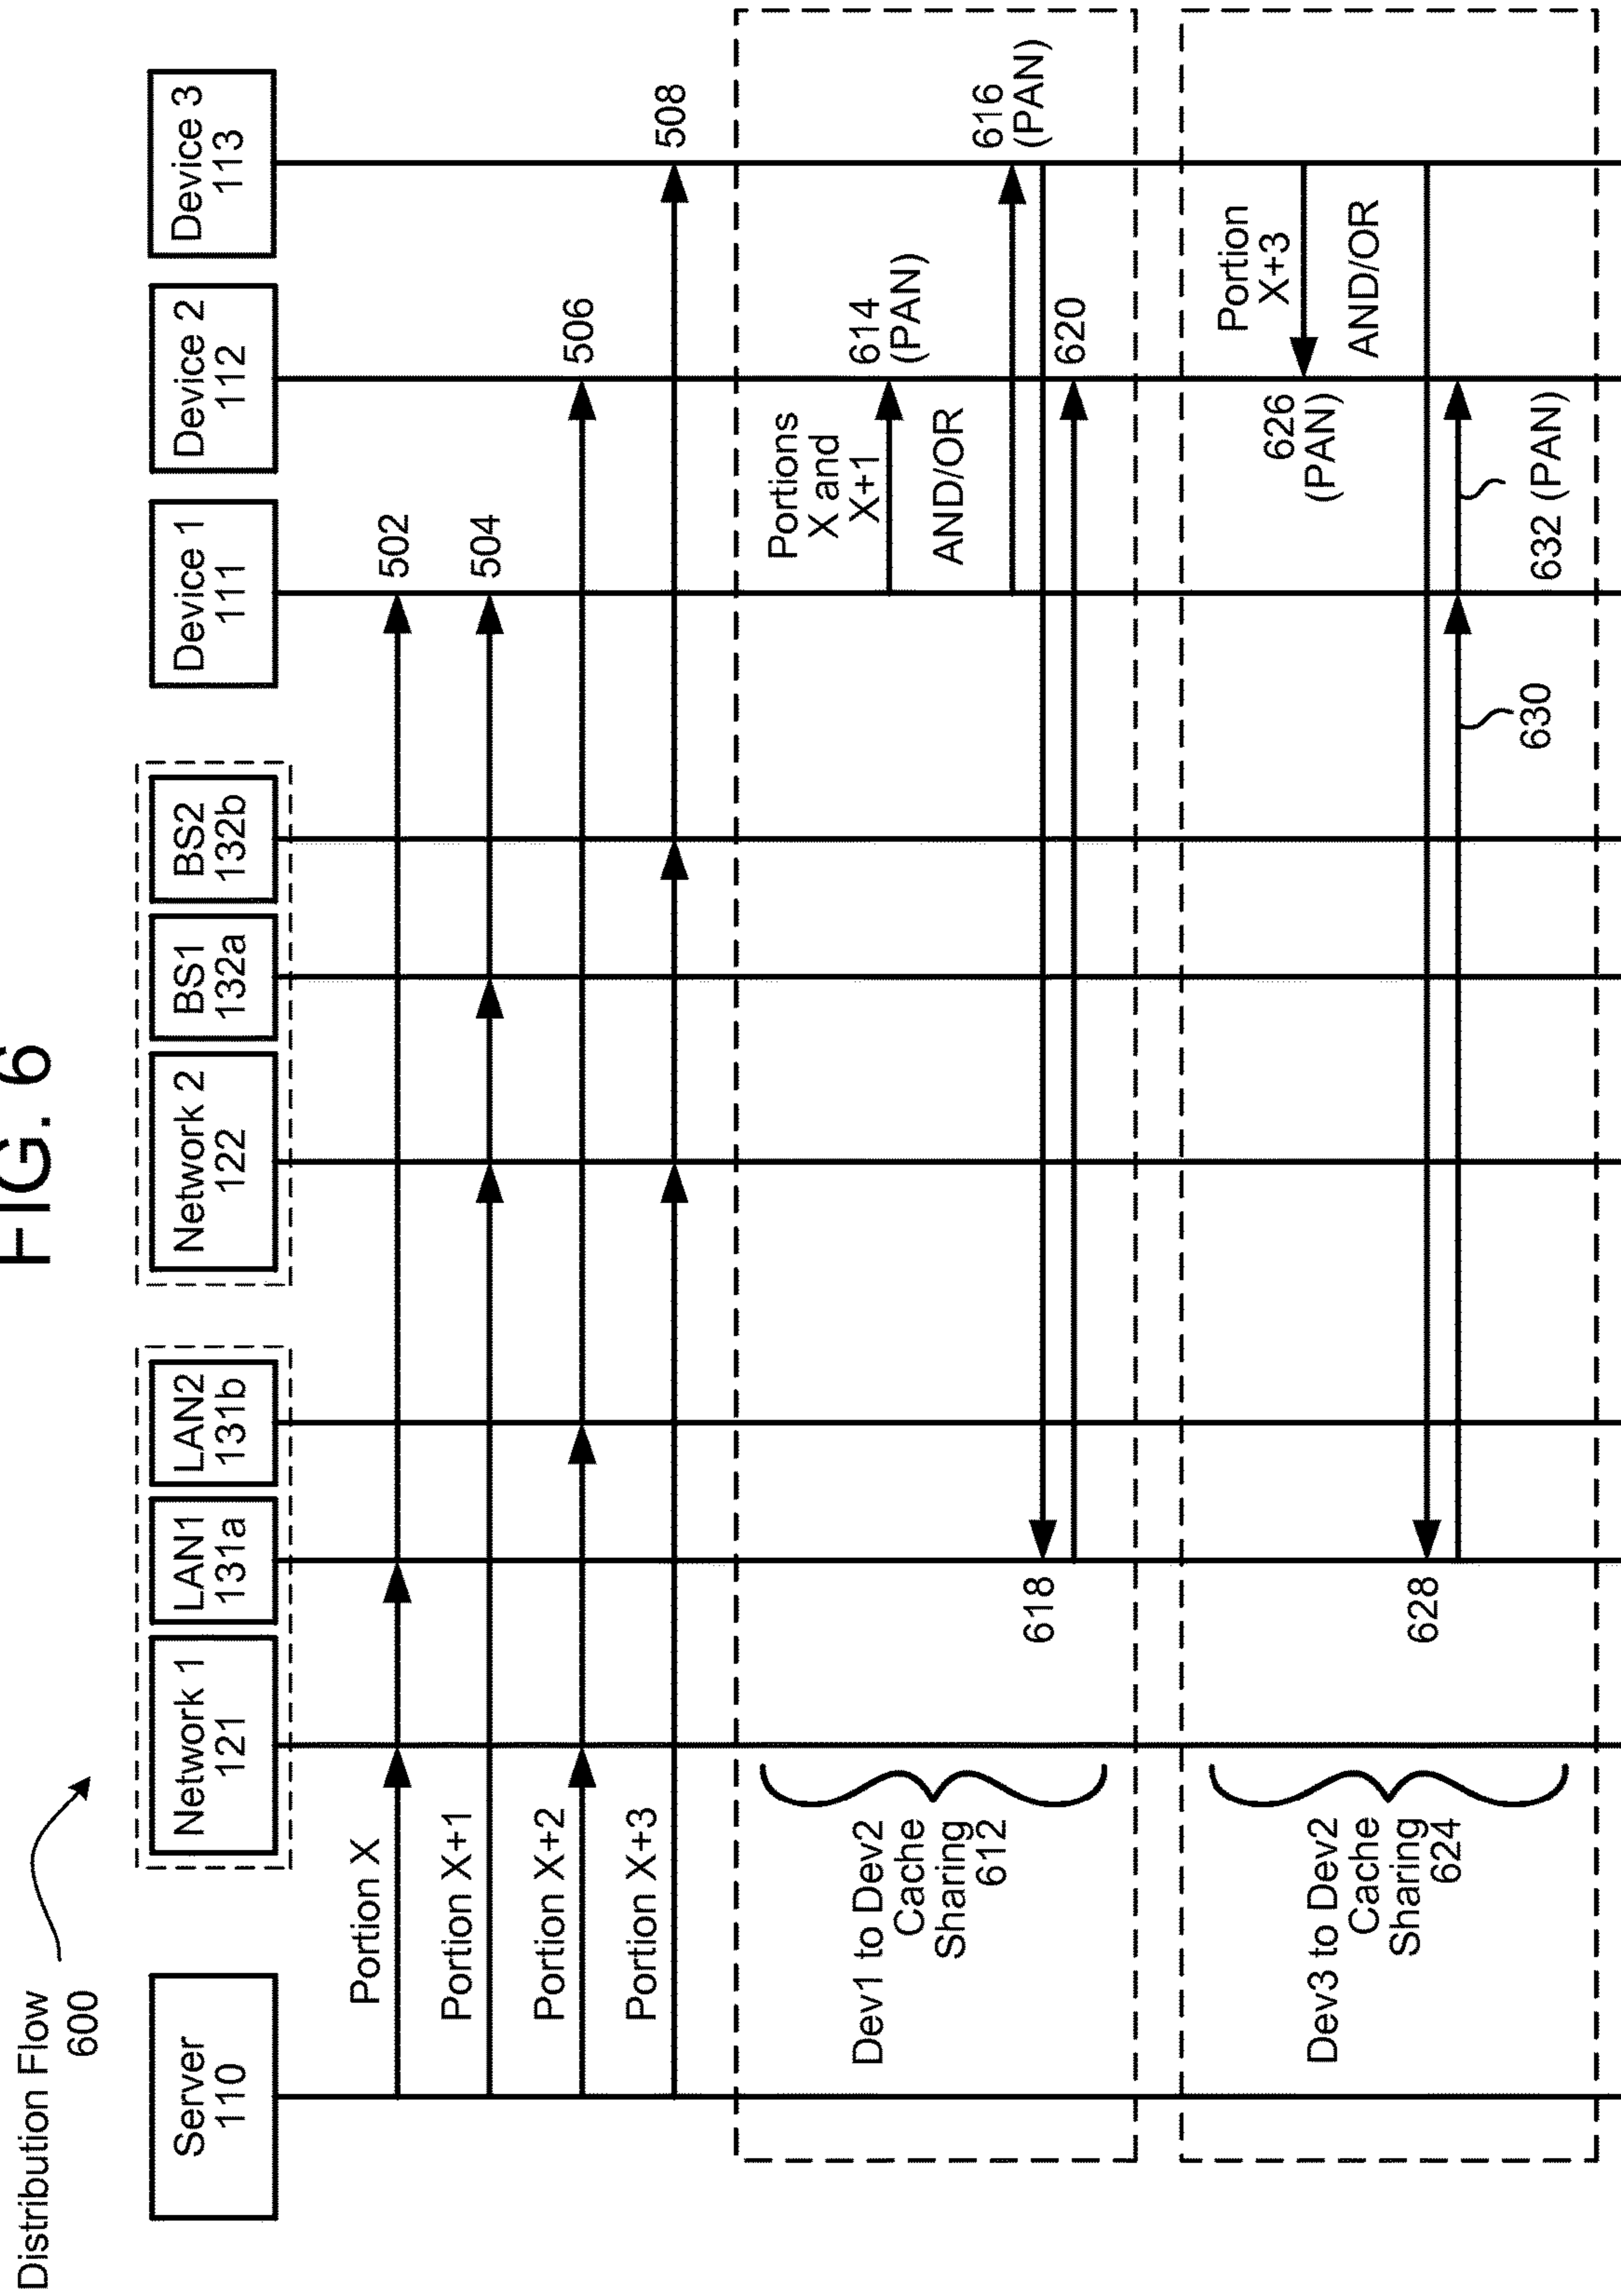 FIG. 6
Distribution Flow
600
Server
110
Network 1
121
LAN1
131a
LAN2
131b
Network 2
122
BS1
132a
BS2
132b
Device 1
111
Device 2
112
Device 3
113
Portion X
502
Portion X+1
504
Portion X+2
506
Portion X+3
508
Dev1 to Dev2
Cache
Sharing
612
Portions
X and
X+1
614
(PAN)
AND/OR
616
(PAN)
618
620
Dev3 to Dev2
Cache
Sharing
624
Portion
X+3
626
(PAN)
AND/OR
628
630
632 (PAN)